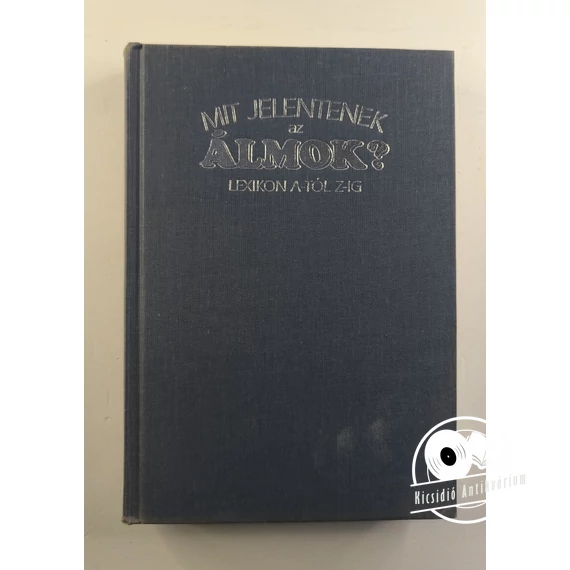 MIT JELENTENEK
az
ÁLMOK?
LEXIKON A-TÓL Z-IG
Kicsidió Antikvárium